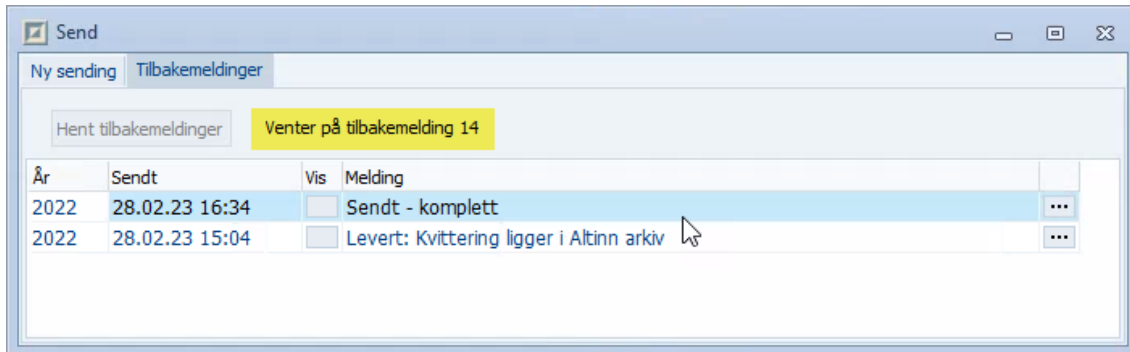 Send
Ny sending Tilbakemeldinger
Hent tilbakemeldinger Venter på tilbakemelding 14
År Sendt Vis Melding
2022 28.02.23 16:34 Sendt - komplett ...
2022 28.02.23 15:04 Levert: Kvittering ligger i Altinn arkiv ...